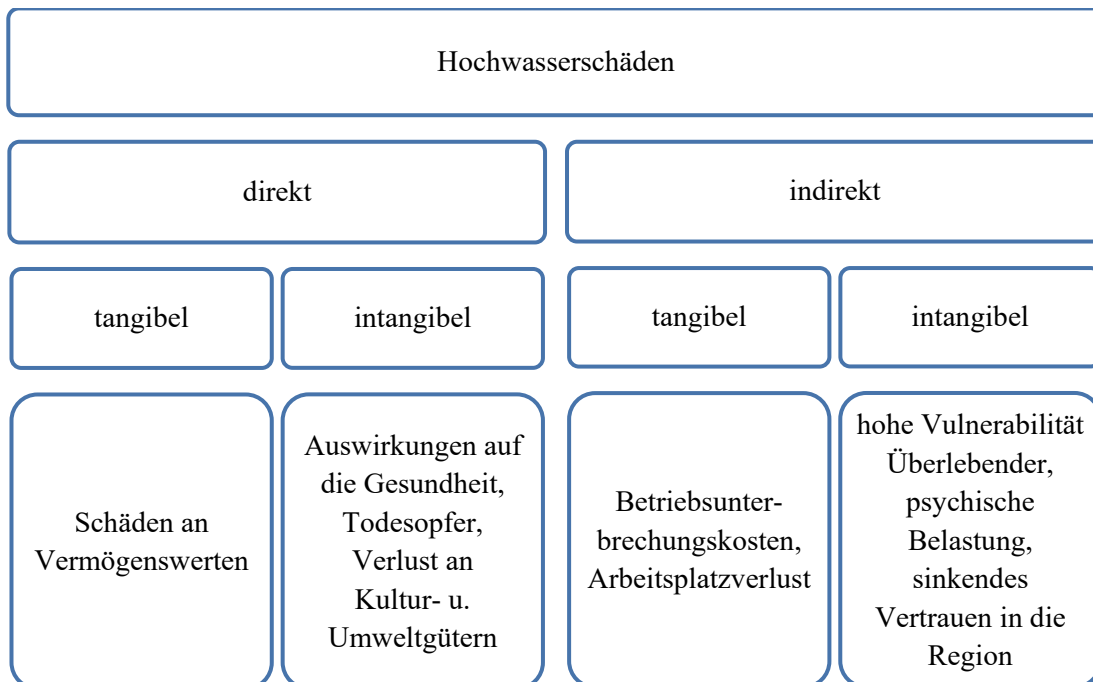 Hochwasserschäden
direkt
indirekt
tangibel
intangibel
tangibel
intangibel
Schäden an
Vermögenswerten
Auswirkungen auf
die Gesundheit,
Todesopfer,
Verlust an
Kultur- u.
Umweltgütern
Betriebsunter-
brechungskosten,
Arbeitsplatzverlust
hohe Vulnerabilität
Überlebender,
psychische
Belastung,
sinkendes
Vertrauen in die
Region